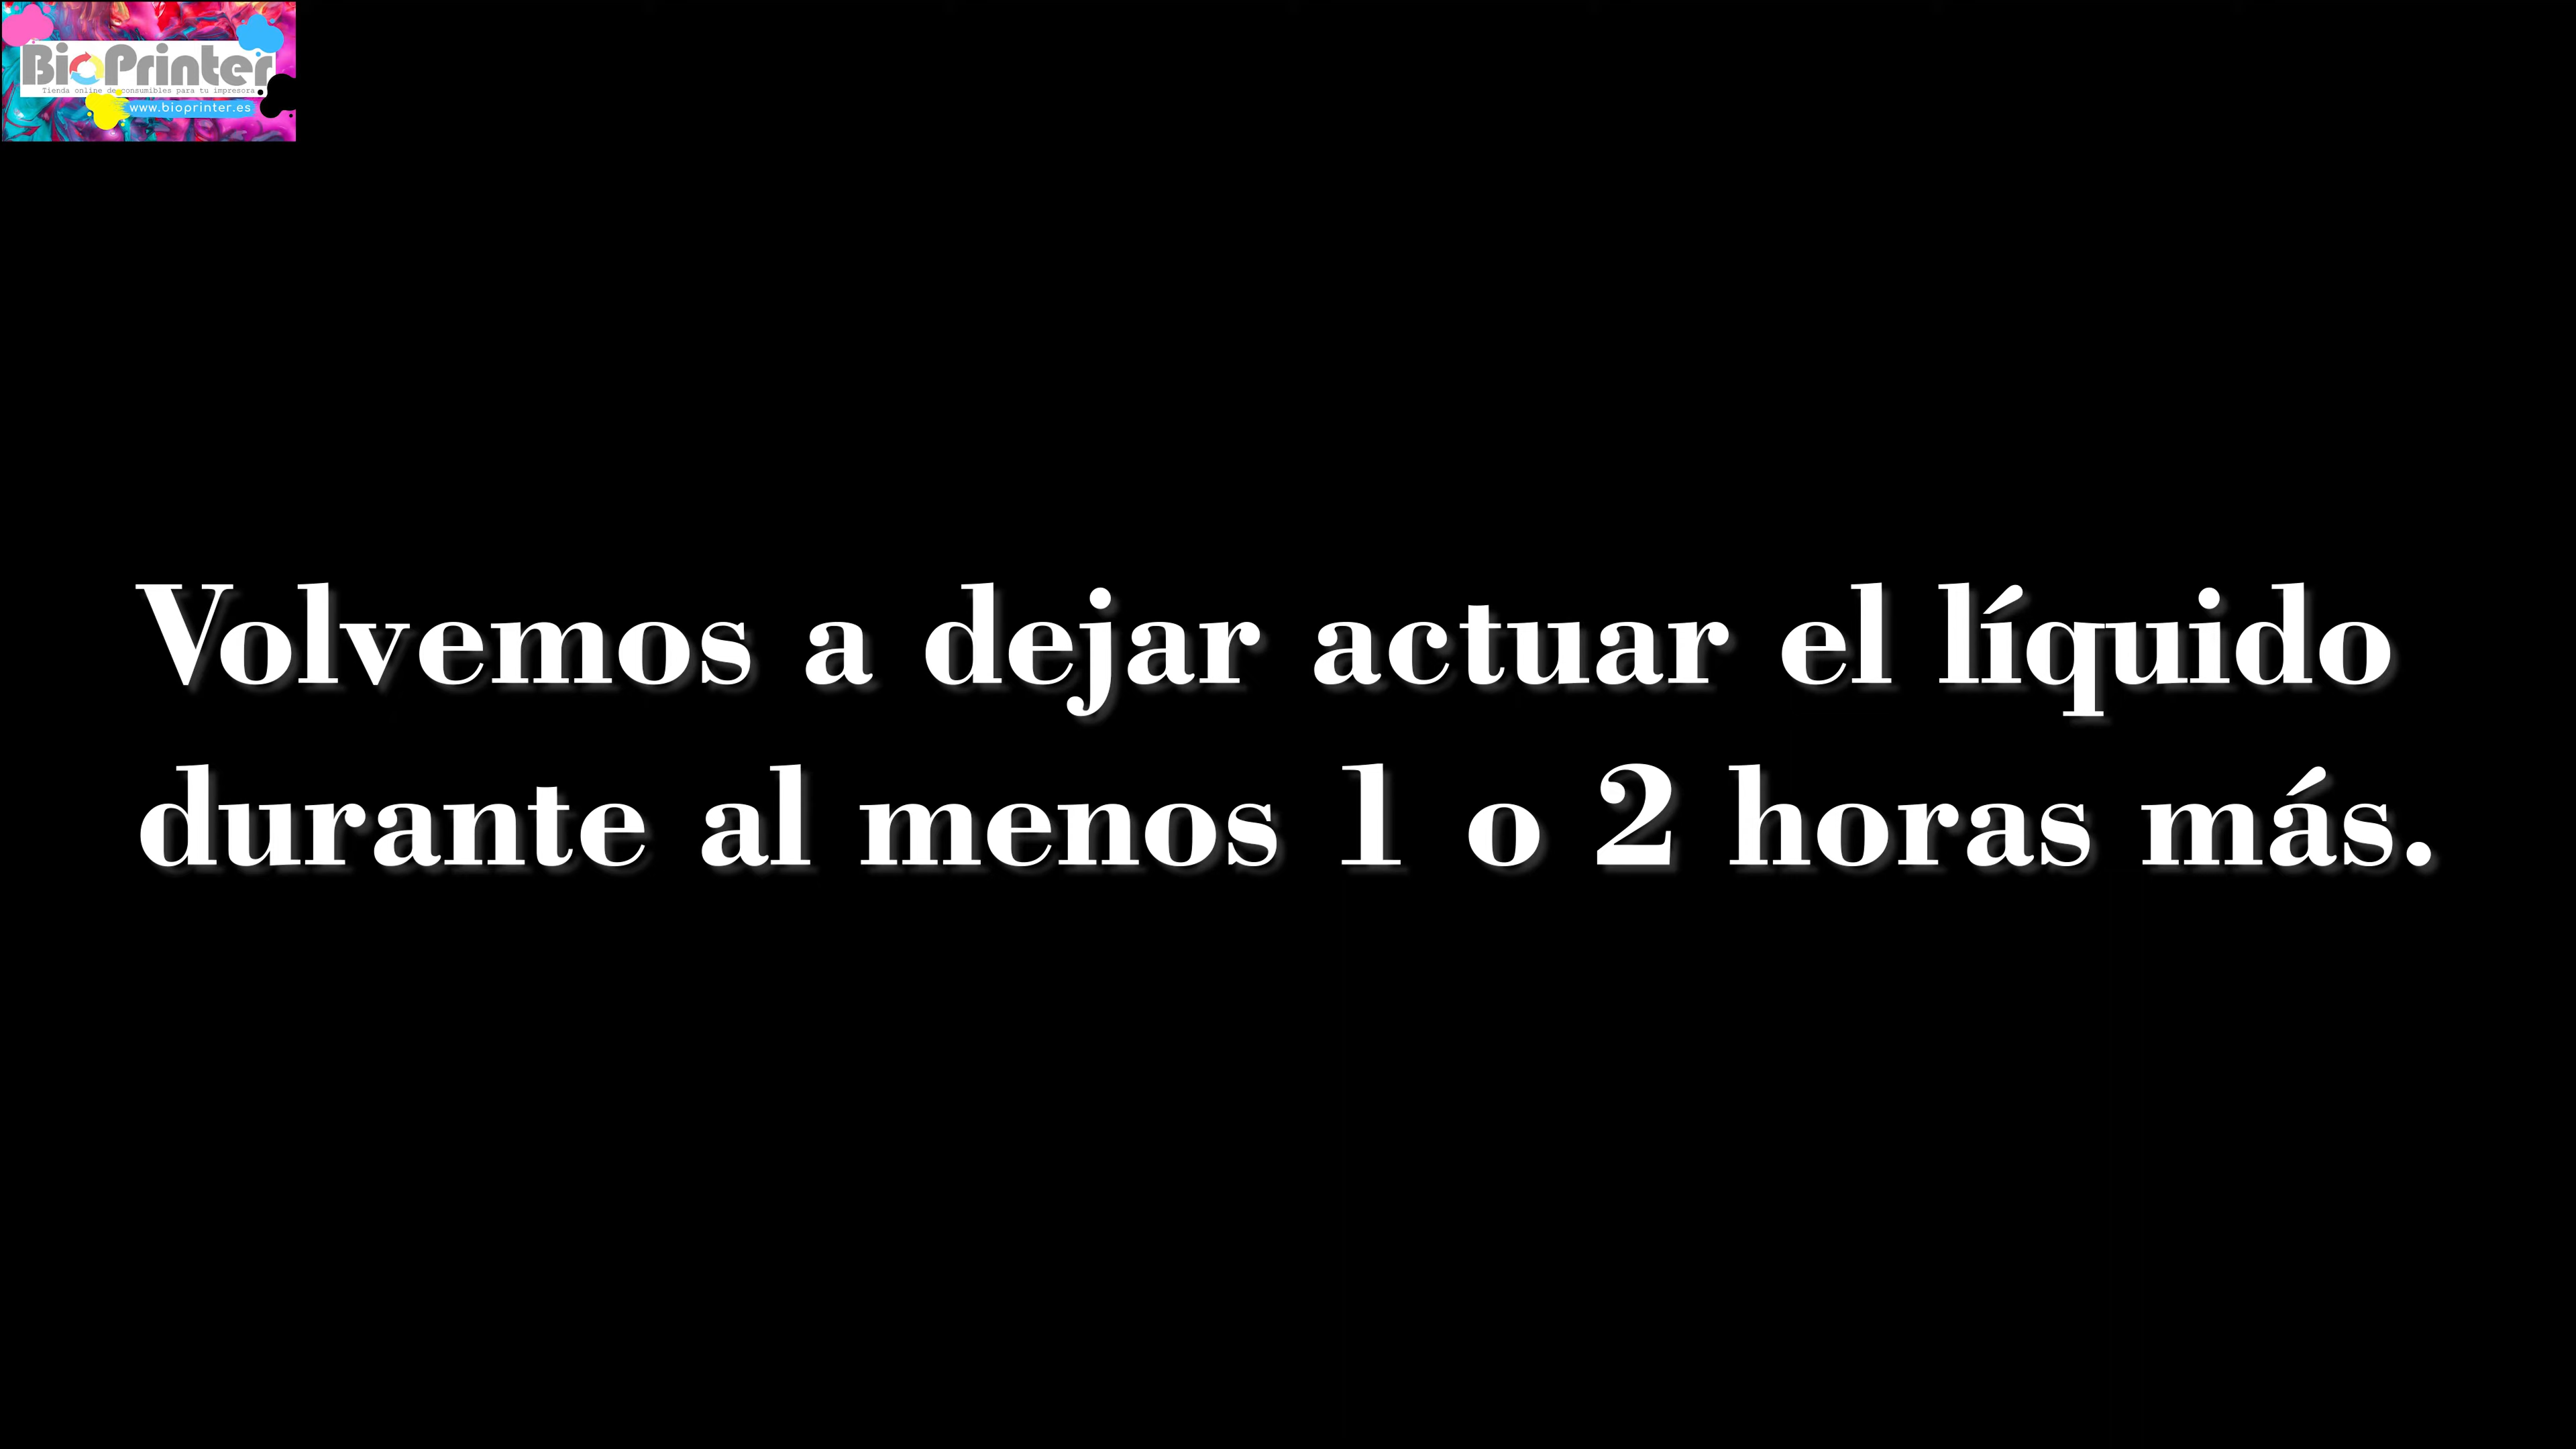 BioPrinter
Tienda online de consumibles para tu impresora
www.bioprinter.es
Volvemos a dejar actuar el líquido
durante al menos 1 o 2 horas más.